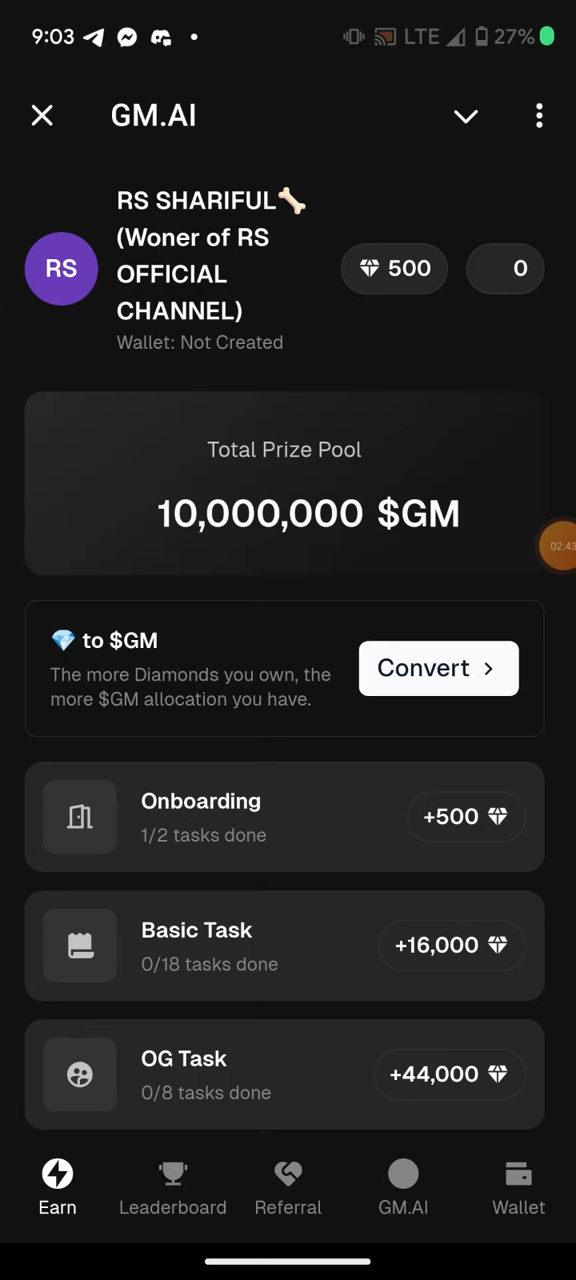 9:03
LTE
27%
GM.AI
RS SHARIFUL🦴
(Woner of RS
OFFICIAL
CHANNEL)
RS
500
0
Wallet: Not Created
Total Prize Pool
10,000,000 $GM
02:43
💎 to $GM
The more Diamonds you own, the
more $GM allocation you have.
Convert
Onboarding
1/2 tasks done
+500
Basic Task
0/18 tasks done
+16,000
OG Task
0/8 tasks done
+44,000
Earn
Leaderboard
Referral
GM.AI
Wallet